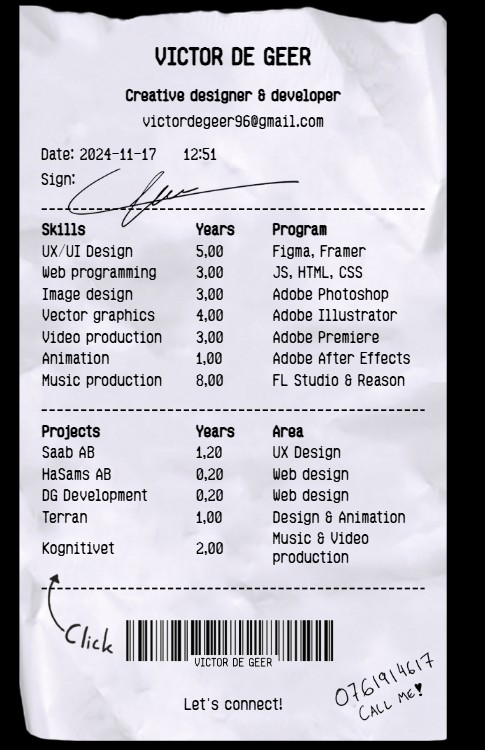 VICTOR DE GEER
Creative designer & developer
victordegeer96@gmail.com
Date: 2024-11-17 12:51
Sign:
Skills Years Program
UX/UI Design 5,00 Figma, Framer
Web programming 3,00 JS, HTML, CSS
Image design 3,00 Adobe Photoshop
Vector graphics 4,00 Adobe Illustrator
Video production 3,00 Adobe Premiere
Animation 1,00 Adobe After Effects
Music production 8,00 FL Studio & Reason
Projects Years Area
Saab AB 1,20 UX Design
HaSams AB 0,20 Web design
DG Development 0,20 Web design
Terran 1,00 Design & Animation
Kognitivet 2,00 Music & Video
production
Click
VICTOR DE GEER
Let's connect!
0761914617
CALL ME!